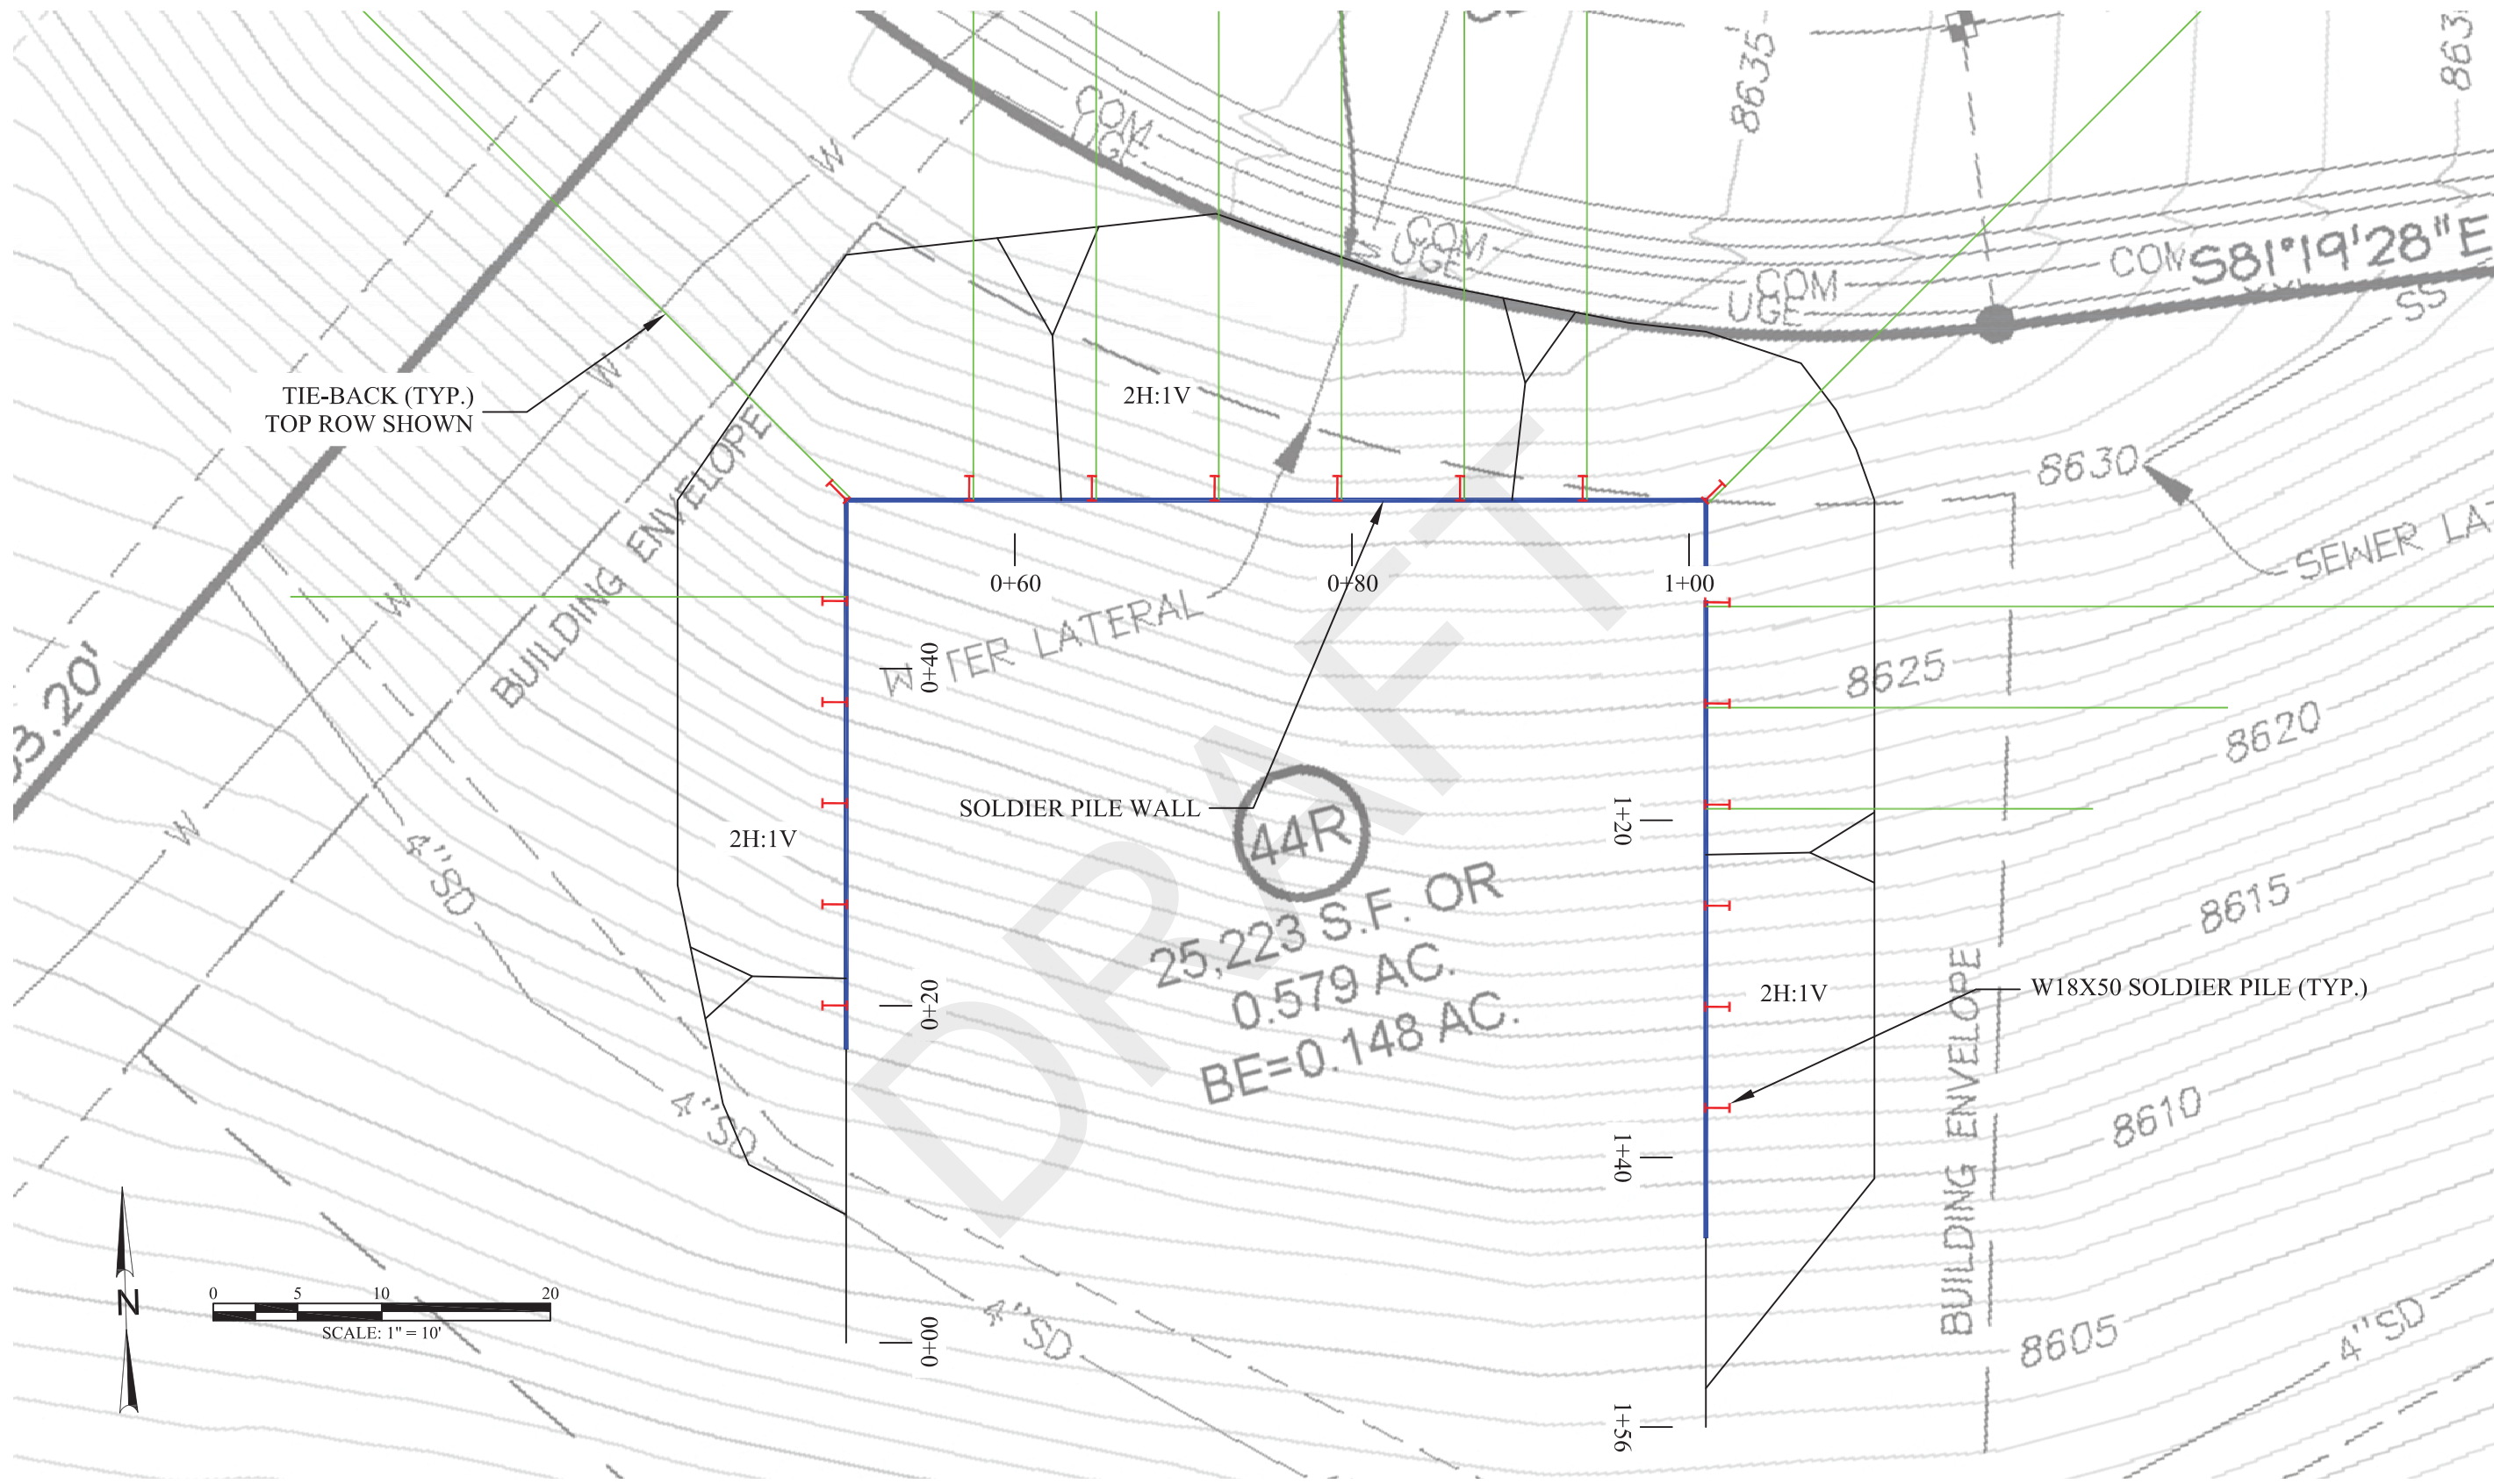 8635
863
COM
UGE
W
COM
UGE
COM
UGE
COM
S81°19'28"E
SS
TIE-BACK (TYP.)
TOP ROW SHOWN
W
2H:1V
BUILDING ENVELOPE
8630
SEWER LA
0+60
0+80
1+00
W
WATER LATERAL
0+40
8625
3.20'
8620
SOLDIER PILE WALL
44R
1+20
W
2H:1V
4"SD
25,223 S.F. OR
0.579 AC.
BE=0.148 AC.
8615
0+20
2H:1V
W18X50 SOLDIER PILE (TYP.)
BUILDING ENVELOPE
4"SD
8610
1+40
DRAFT
N
0 5 10 20
SCALE: 1" = 10'
0+00
4"SD
8605
4"SD
1+56